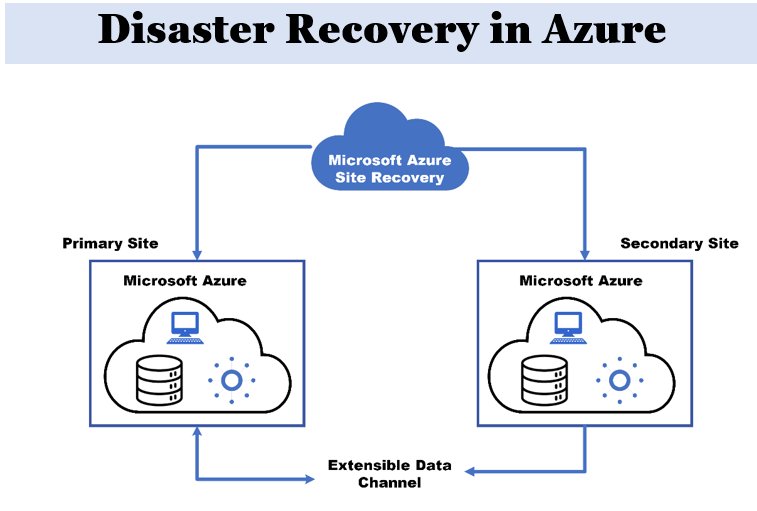 Disaster Recovery in Azure
Microsoft Azure
Site Recovery
Primary Site
Secondary Site
Microsoft Azure
Microsoft Azure
Extensible Data
Channel